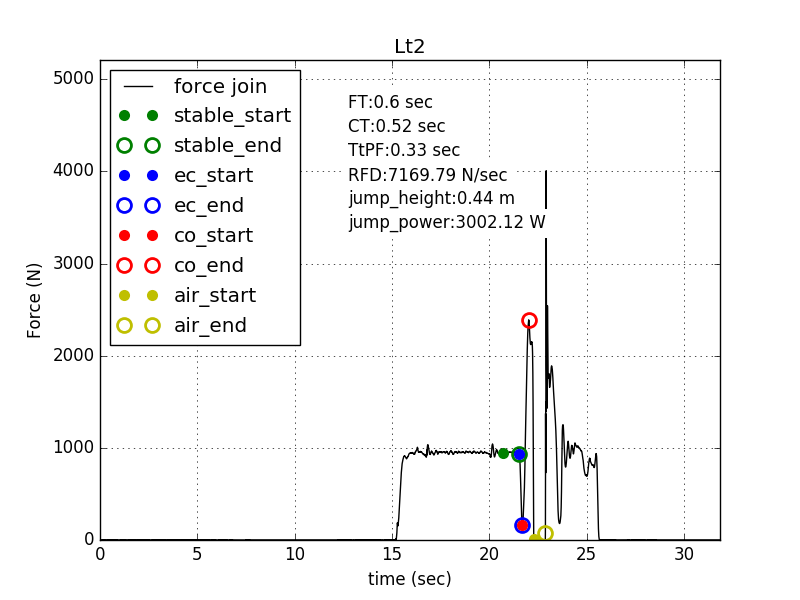 Lt2
5000
4000
3000
2000
1000
0
Force (N)
force join
stable_start
stable_end
ec_start
ec_end
co_start
co_end
air_start
air_end
FT:0.6 sec
CT:0.52 sec
TtPF:0.33 sec
RFD:7169.79 N/sec
jump_height:0.44 m
jump_power:3002.12 W
0 5 10 15 20 25 30
time (sec)